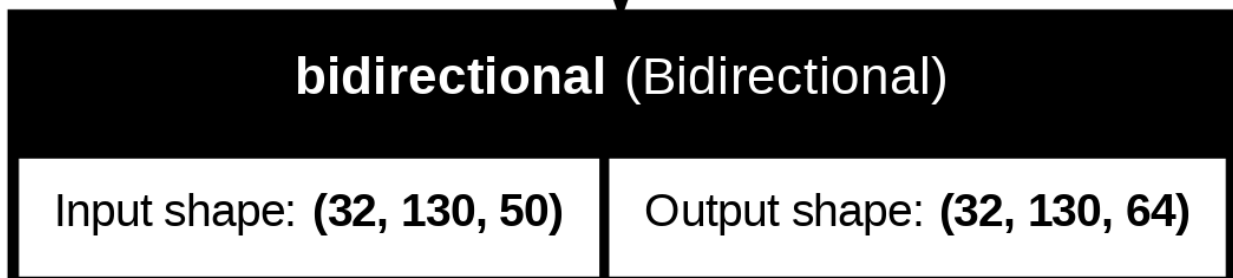 bidirectional (Bidirectional)
Input shape: (32, 130, 50)
Output shape: (32, 130, 64)